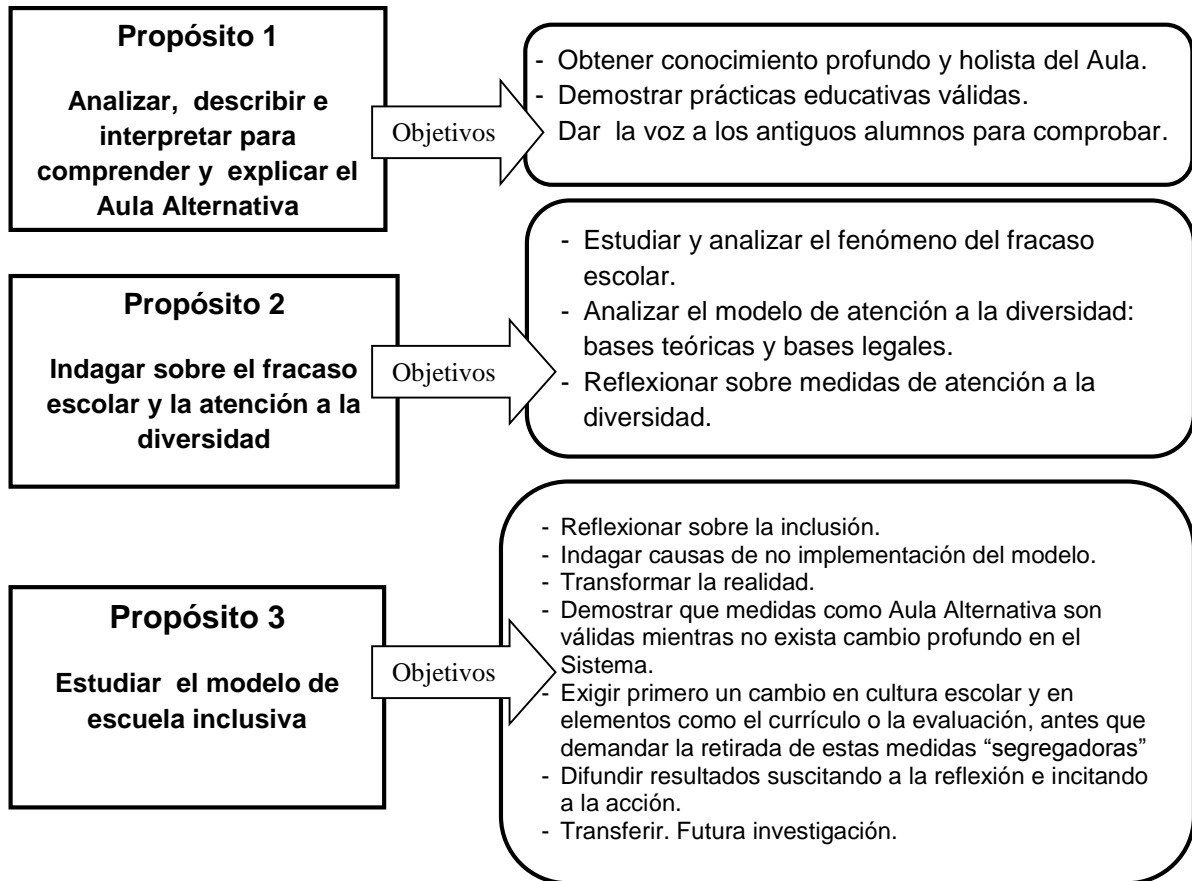 Propósito 1
Analizar, describir e
interpretar para
comprender y explicar el
Aula Alternativa
Objetivos
- Obtener conocimiento profundo y holista del Aula.
- Demostrar prácticas educativas válidas.
- Dar la voz a los antiguos alumnos para comprobar.
Propósito 2
Indagar sobre el fracaso
escolar y la atención a la
diversidad
Objetivos
- Estudiar y analizar el fenómeno del fracaso
escolar.
- Analizar el modelo de atención a la diversidad:
bases teóricas y bases legales.
- Reflexionar sobre medidas de atención a la
diversidad.
Propósito 3
Estudiar el modelo de
escuela inclusiva
Objetivos
- Reflexionar sobre la inclusión.
- Indagar causas de no implementación del modelo.
- Transformar la realidad.
- Demostrar que medidas como Aula Alternativa son
válidas mientras no exista cambio profundo en el
Sistema.
- Exigir primero un cambio en cultura escolar y en
elementos como el currículo o la evaluación, antes que
demandar la retirada de estas medidas “segregadoras”
- Difundir resultados suscitando a la reflexión e incitando
a la acción.
- Transferir. Futura investigación.